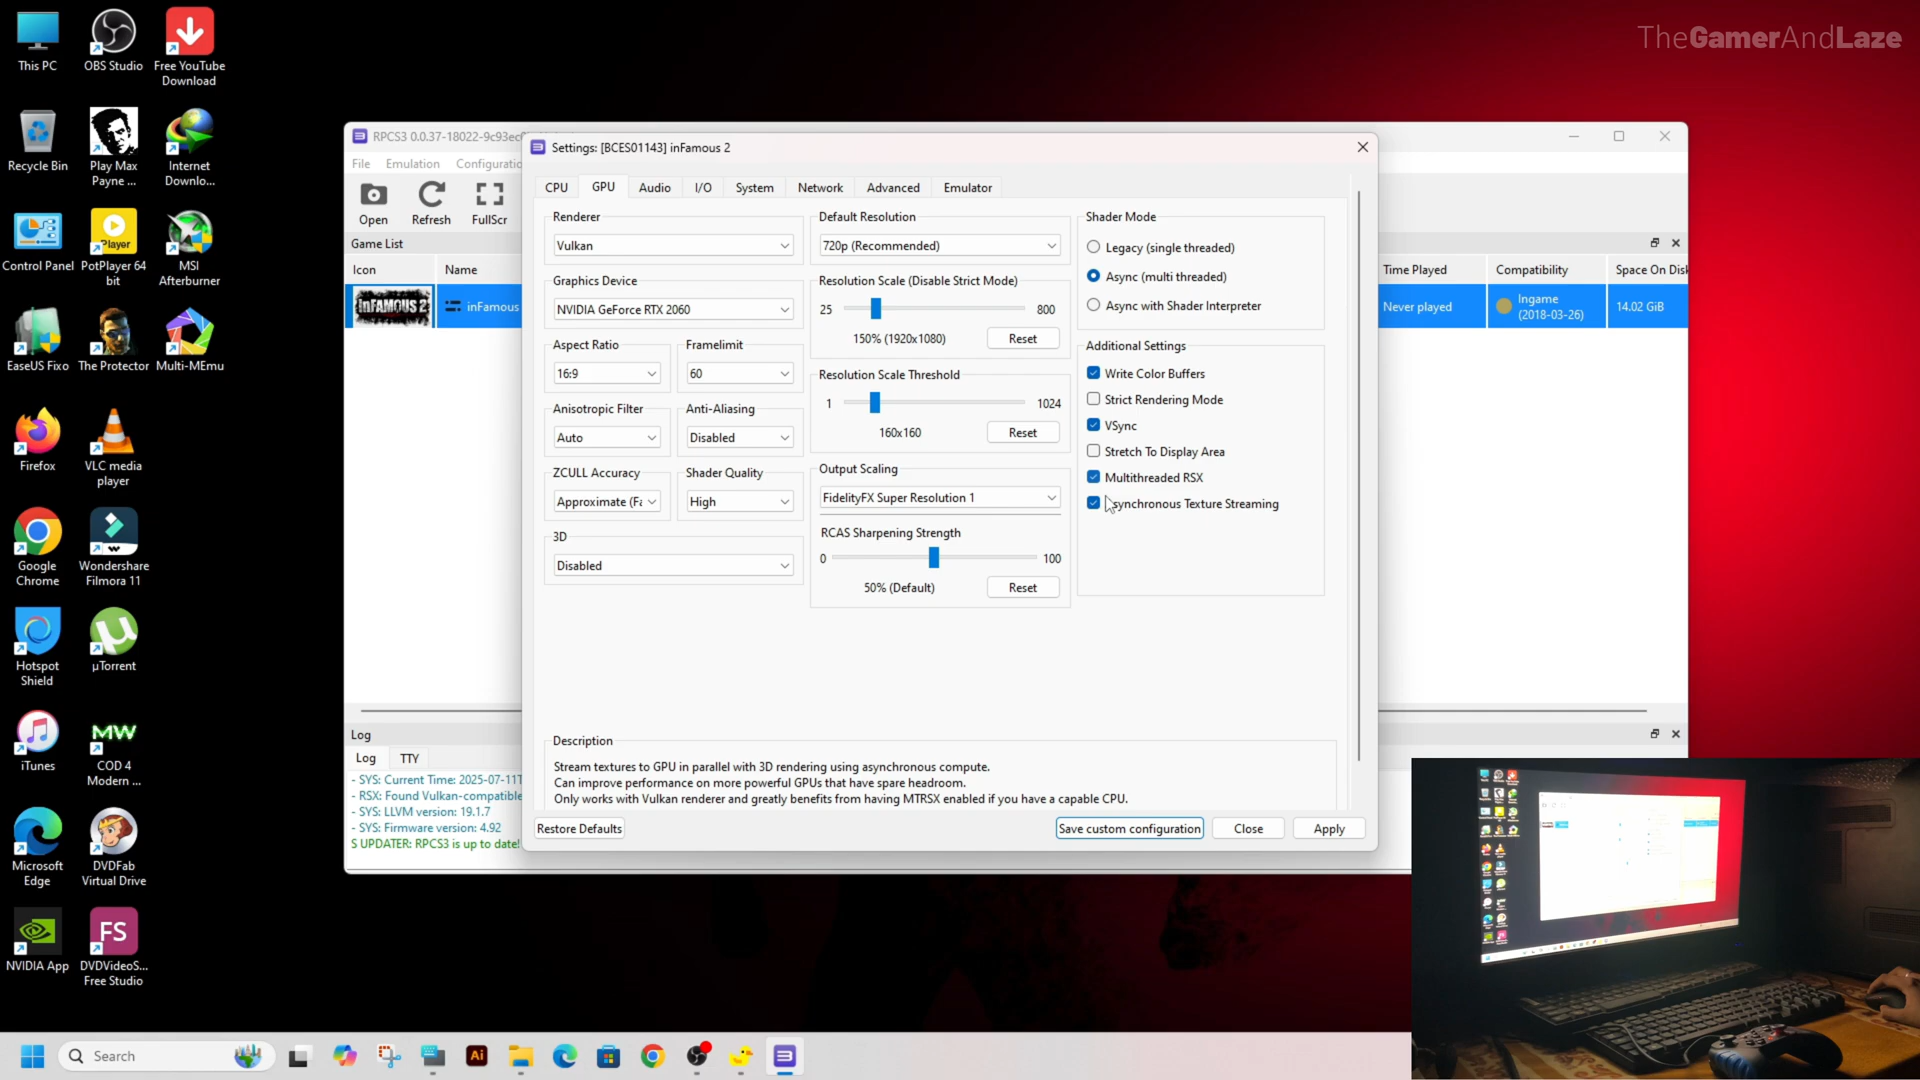 TheGamerAndLaze
This PC
OBS Studio
Free YouTube
Download
Recycle Bin
Play Max
Payne ...
Internet
Downlo...
Control Panel
PotPlayer 64
bit
MSI
Afterburner
Player
EaseUS Fixo
The Protector
Multi-MEmu
Firefox
VLC media
player
Google
Chrome
Wondershare
Filmora 11
Hotspot
Shield
µTorrent
iTunes
MW
COD 4
Modern ...
Microsoft
Edge
DVDFab
Virtual Drive
NVIDIA App
FS
DVDVideoS...
Free Studio
RPCS3 0.0.37-18022-9c93ec
File
Emulation
Configuratio
Open
Refresh
FullScr
Game List
Icon
Name
Time Played
Compatibility
Space On Disk
inFAMOUS 2
inFamous
Never played
Ingame
(2018-03-26)
14.02 GiB
Settings: [BCES01143] inFamous 2
CPU
GPU
Audio
I/O
System
Network
Advanced
Emulator
Renderer
Vulkan
Graphics Device
NVIDIA GeForce RTX 2060
Aspect Ratio
Framelimit
16:9
60
Anisotropic Filter
Anti-Aliasing
Auto
Disabled
ZCULL Accuracy
Shader Quality
Approximate (Fa
High
3D
Disabled
Default Resolution
720p (Recommended)
Resolution Scale (Disable Strict Mode)
25
800
150% (1920x1080)
Reset
Resolution Scale Threshold
1
1024
160x160
Reset
Output Scaling
FidelityFX Super Resolution 1
RCAS Sharpening Strength
0
100
50% (Default)
Reset
Shader Mode
Legacy (single threaded)
Async (multi threaded)
Async with Shader Interpreter
Additional Settings
Write Color Buffers
Strict Rendering Mode
VSync
Stretch To Display Area
Multithreaded RSX
synchronous Texture Streaming
Description
Stream textures to GPU in parallel with 3D rendering using asynchronous compute.
Can improve performance on more powerful GPUs that have spare headroom.
Only works with Vulkan renderer and greatly benefits from having MTRSX enabled if you have a capable CPU.
Restore Defaults
Save custom configuration
Close
Apply
Log
Log
TTY
- SYS: Current Time: 2025-07-11T
- RSX: Found Vulkan-compatible
- SYS: LLVM version: 19.1.7
- SYS: Firmware version: 4.92
S UPDATER: RPCS3 is up to date!
Search
Ai